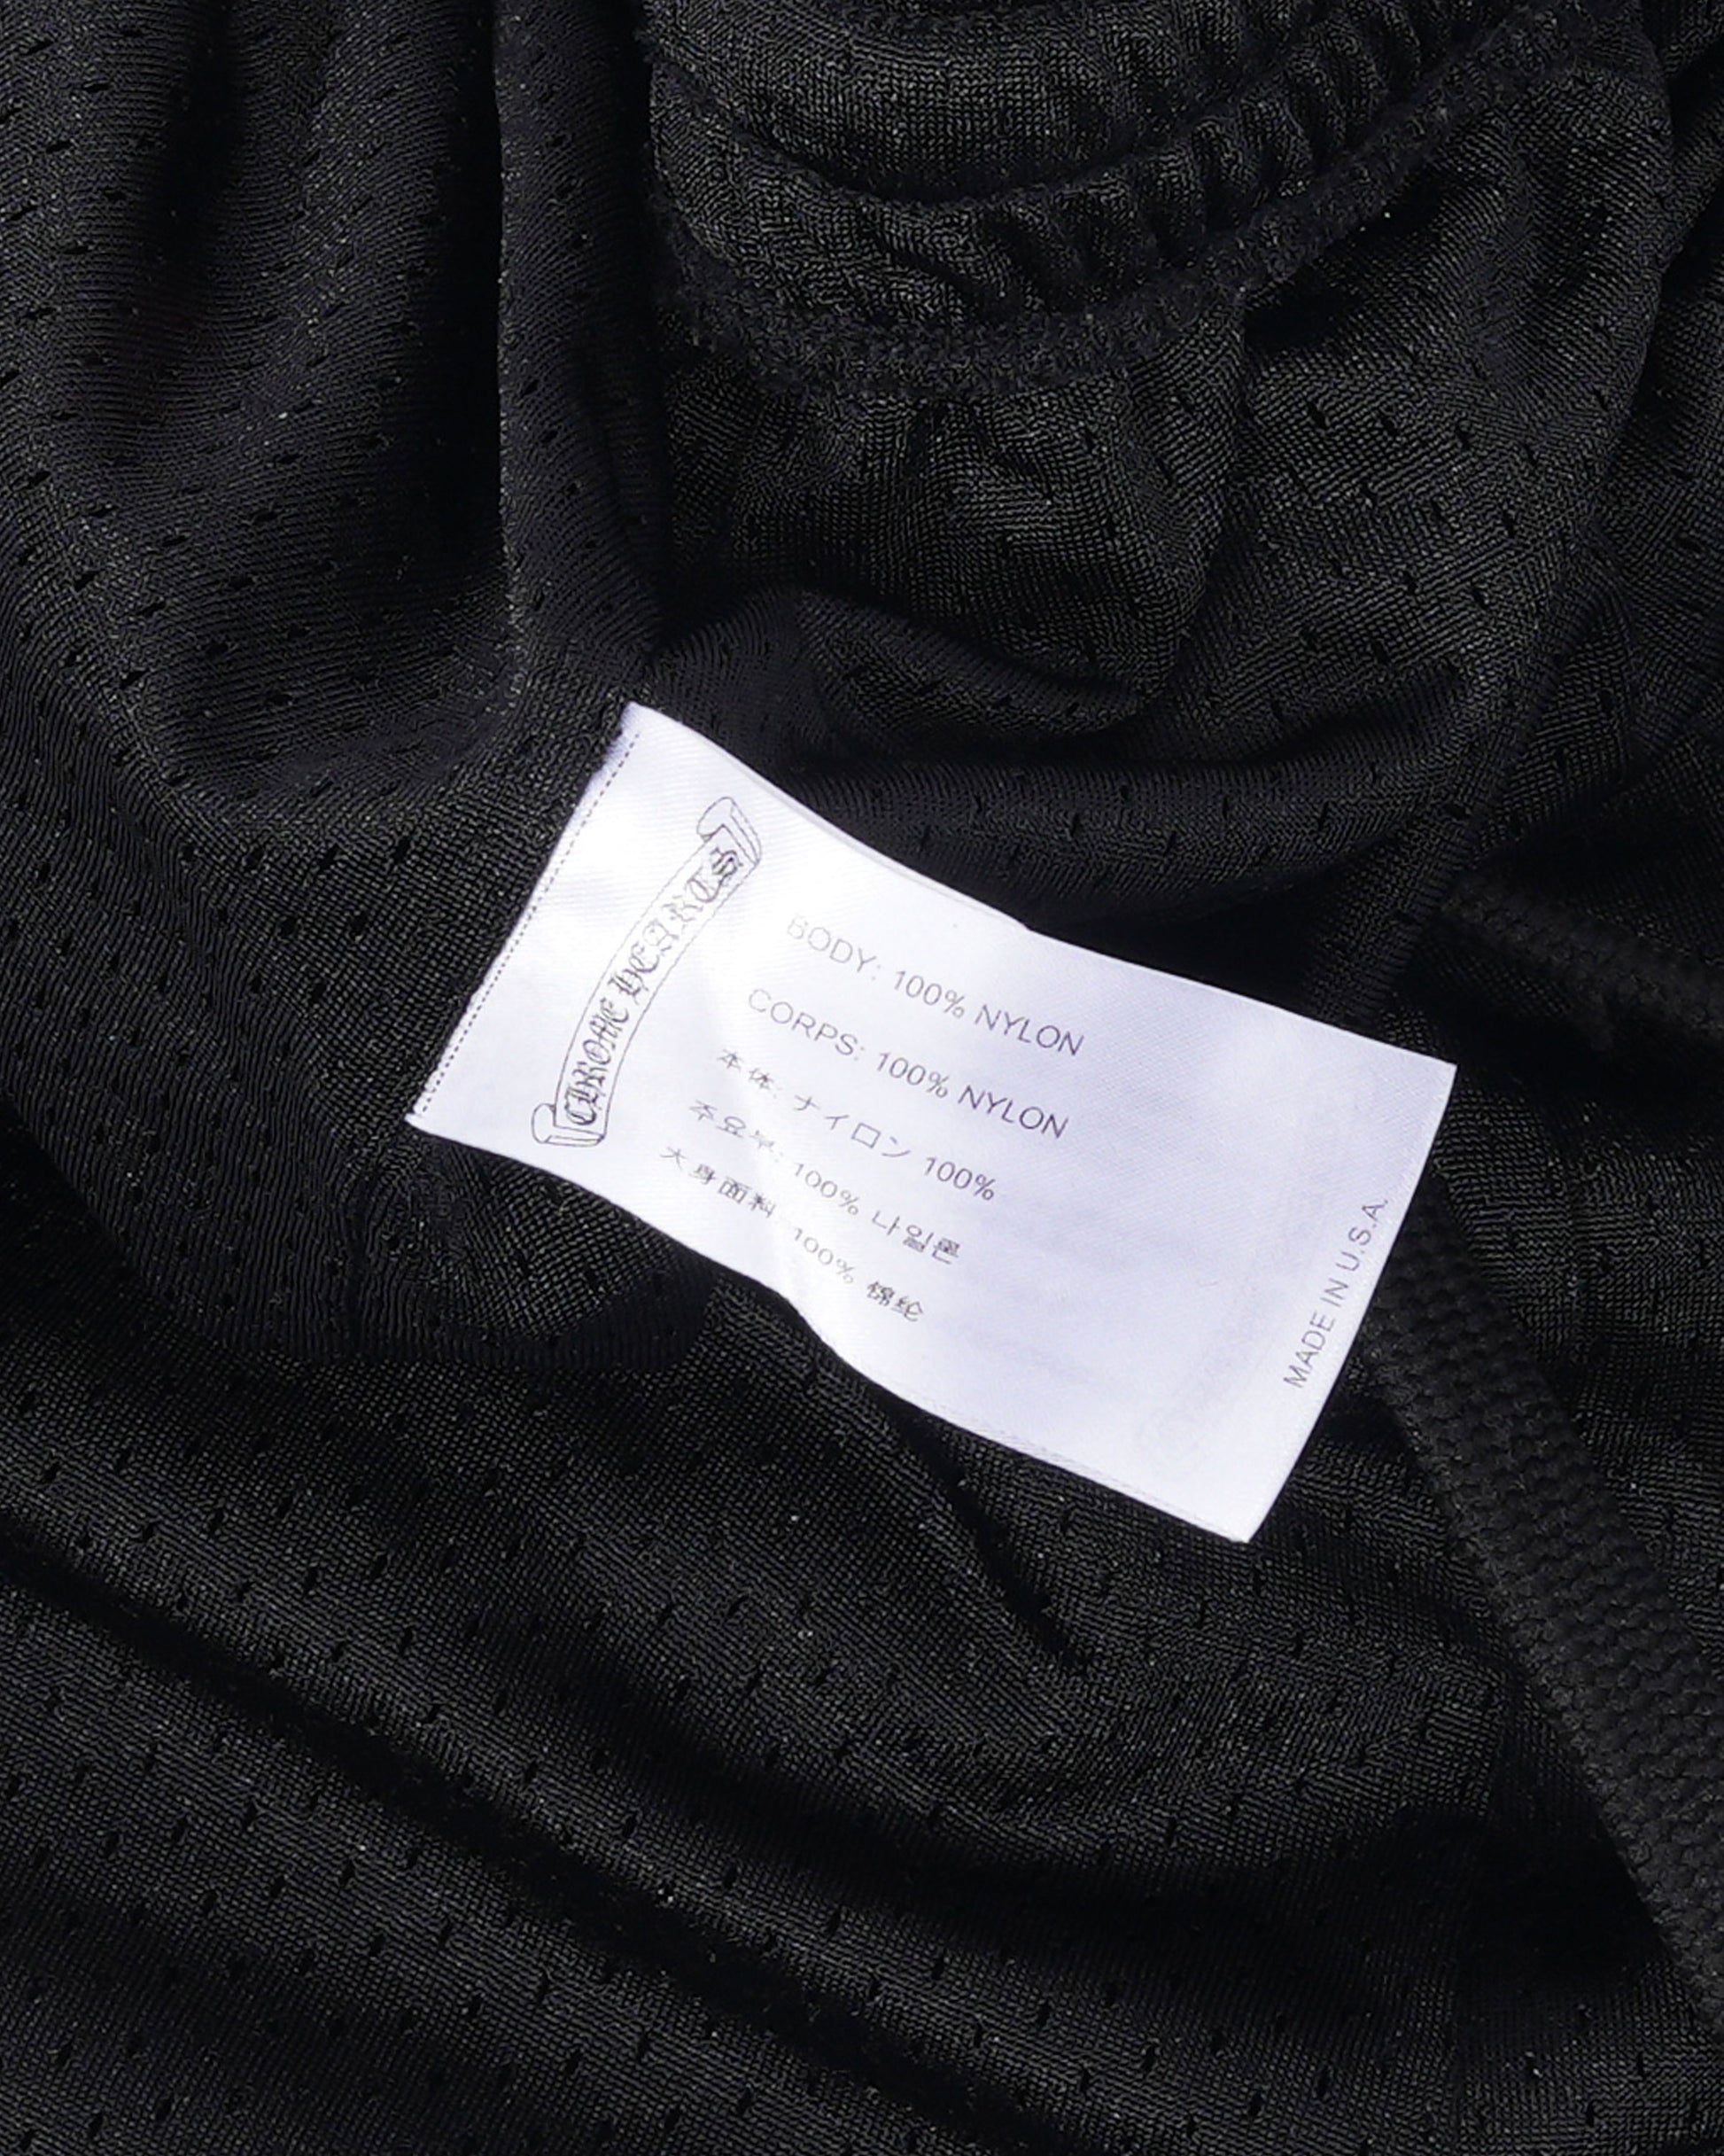 CHROME HEARTS
BODY: 100% NYLON
CORPS: 100% NYLON
本体: ナイロン 100%
本요부: 100% 나일론
大身面料 100% 锦纶
MADE IN U.S.A.